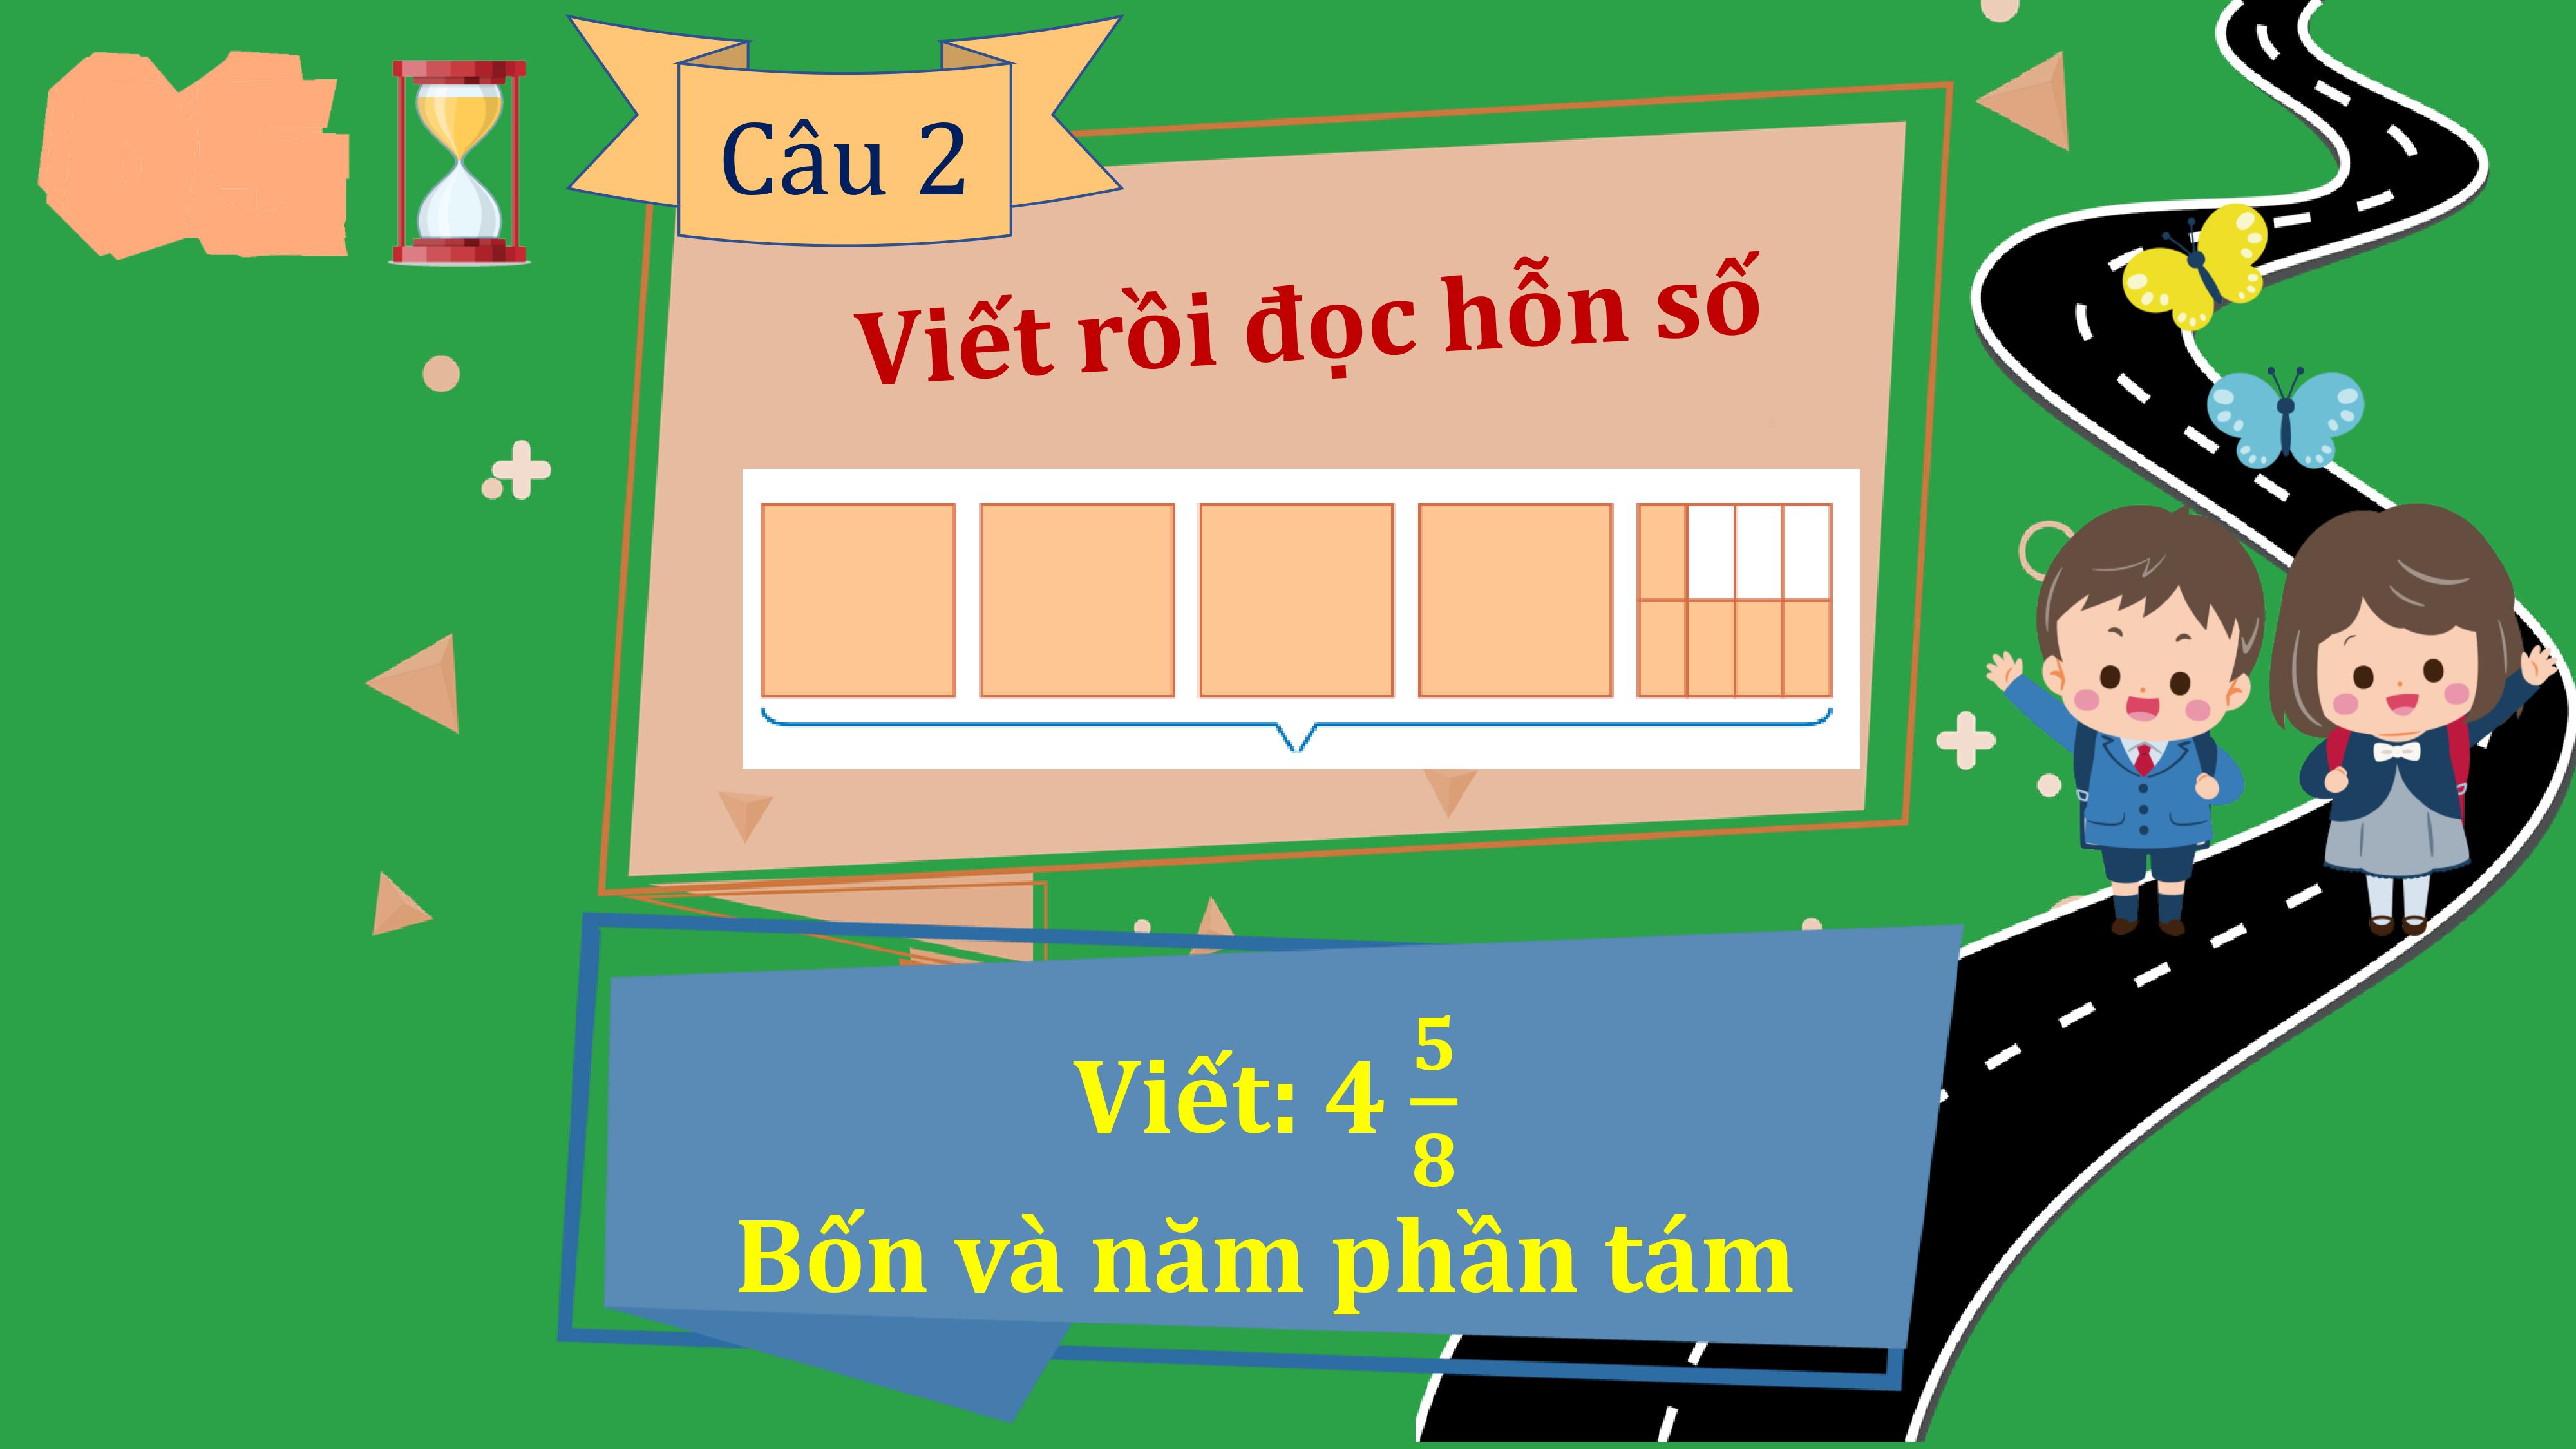 Câu 2
Viết rồi đọc hỗn số
Viết: 4 5/8
Bốn và năm phần tám